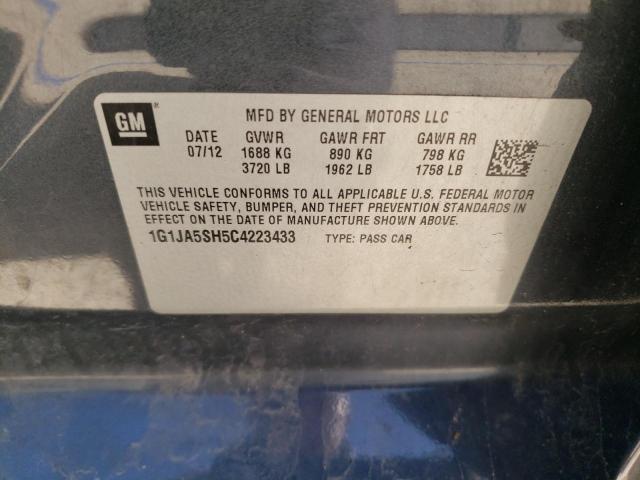 GM
MFD BY GENERAL MOTORS LLC
DATE GVWR GAWR FRT GAWR RR
07/12 1688 KG 890 KG 798 KG
3720 LB 1962 LB 1758 LB
THIS VEHICLE CONFORMS TO ALL APPLICABLE U.S. FEDERAL MOTOR
VEHICLE SAFETY, BUMPER, AND THEFT PREVENTION STANDARDS IN
EFFECT ON THE DATE OF MANUFACTURE SHOWN ABOVE.
1G1JA5SH5C4223433 TYPE: PASS CAR